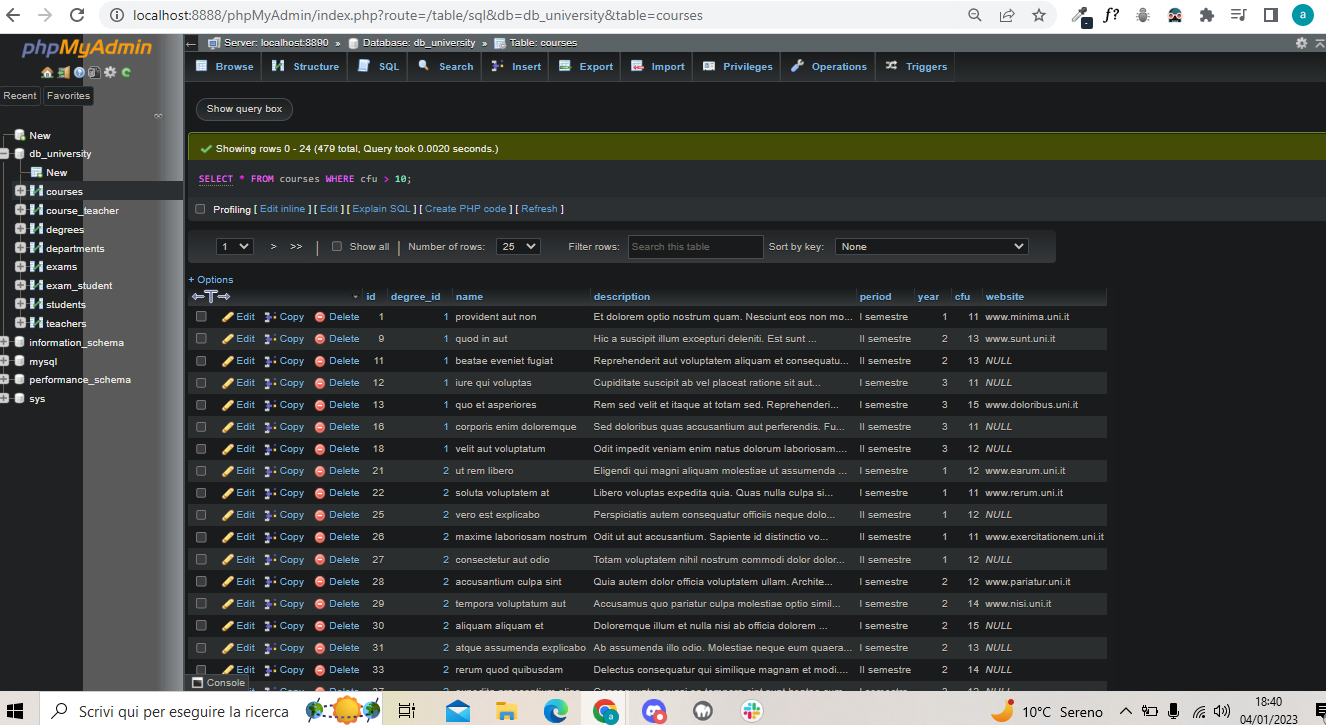 localhost:8888/phpMyAdmin/index.php?route=/table/sql&db=db_university&table=courses
f?
a
phpMyAdmin
Server: localhost:8890 » Database: db_university » Table: courses
Browse Structure SQL Search Insert Export Import Privileges Operations Triggers
Recent Favorites
New
db_university
New
courses
course_teacher
degrees
departments
exams
exam_student
students
teachers
information_schema
mysql
performance_schema
sys
Show query box
Showing rows 0 - 24 (479 total, Query took 0.0020 seconds.)
SELECT * FROM courses WHERE cfu > 10;
Profiling [ Edit inline ] [ Edit ] [ Explain SQL ] [ Create PHP code ] [ Refresh ]
1 > >> | Show all | Number of rows: 25 Filter rows: Search this table Sort by key: None
+ Options
id degree_id name description period year cfu website
Edit Copy Delete 1 1 provident aut non Et dolorem optio nostrum quam. Nesciunt eos non mo... I semestre 1 11 www.minima.uni.it
Edit Copy Delete 9 1 quod in aut Hic a suscipit illum excepturi deleniti. Est sunt ... II semestre 2 13 www.sunt.uni.it
Edit Copy Delete 11 1 beatae eveniet fugiat Reprehenderit aut voluptatem aliquam et consequatu... II semestre 2 13 NULL
Edit Copy Delete 12 1 iure qui voluptas Cupiditate suscipit ab vel placeat ratione sit aut... I semestre 3 11 NULL
Edit Copy Delete 13 1 quo et asperiores Rem sed velit et itaque at totam sed. Reprehenderi... I semestre 3 15 www.doloribus.uni.it
Edit Copy Delete 16 1 corporis enim doloremque Sed doloribus quas accusantium aut perferendis. Fu... II semestre 3 11 NULL
Edit Copy Delete 18 1 velit aut voluptatum Odit impedit veniam enim natus dolorum laboriosam.... II semestre 3 12 NULL
Edit Copy Delete 21 2 ut rem libero Eligendi qui magni aliquam molestiae ut assumenda ... I semestre 1 12 www.earum.uni.it
Edit Copy Delete 22 2 soluta voluptatem at Libero voluptas expedita quia. Quas nulla culpa si... I semestre 1 11 www.rerum.uni.it
Edit Copy Delete 25 2 vero est explicabo Perspiciatis autem consequatur officiis neque dolo... II semestre 1 12 NULL
Edit Copy Delete 26 2 maxime laboriosam nostrum Odit ut aut accusantium. Sapiente id distinctio vo... II semestre 1 11 www.exercitationem.uni.it
Edit Copy Delete 27 2 consectetur aut odio Totam voluptatem nihil nostrum commodi dolor dolor... II semestre 1 12 NULL
Edit Copy Delete 28 2 accusantium culpa sint Quia autem dolor officia voluptatem ullam. Archite... I semestre 2 12 www.pariatur.uni.it
Edit Copy Delete 29 2 tempora voluptatum aut Accusamus quo pariatur culpa molestiae optio simil... I semestre 2 14 www.nisi.uni.it
Edit Copy Delete 30 2 aliquam aliquam et Doloremque illum et nulla nisi ab officia dolorem ... I semestre 2 15 NULL
Edit Copy Delete 31 2 atque assumenda explicabo Ab assumenda illo odio. Molestiae neque eum quaera... I semestre 2 13 NULL
Edit Copy Delete 33 2 rerum quod quibusdam Delectus consequatur qui similique magnam et modi.... II semestre 2 14 NULL
Console
Scrivi qui per eseguire la ricerca
10°C Sereno
18:40
04/01/2023